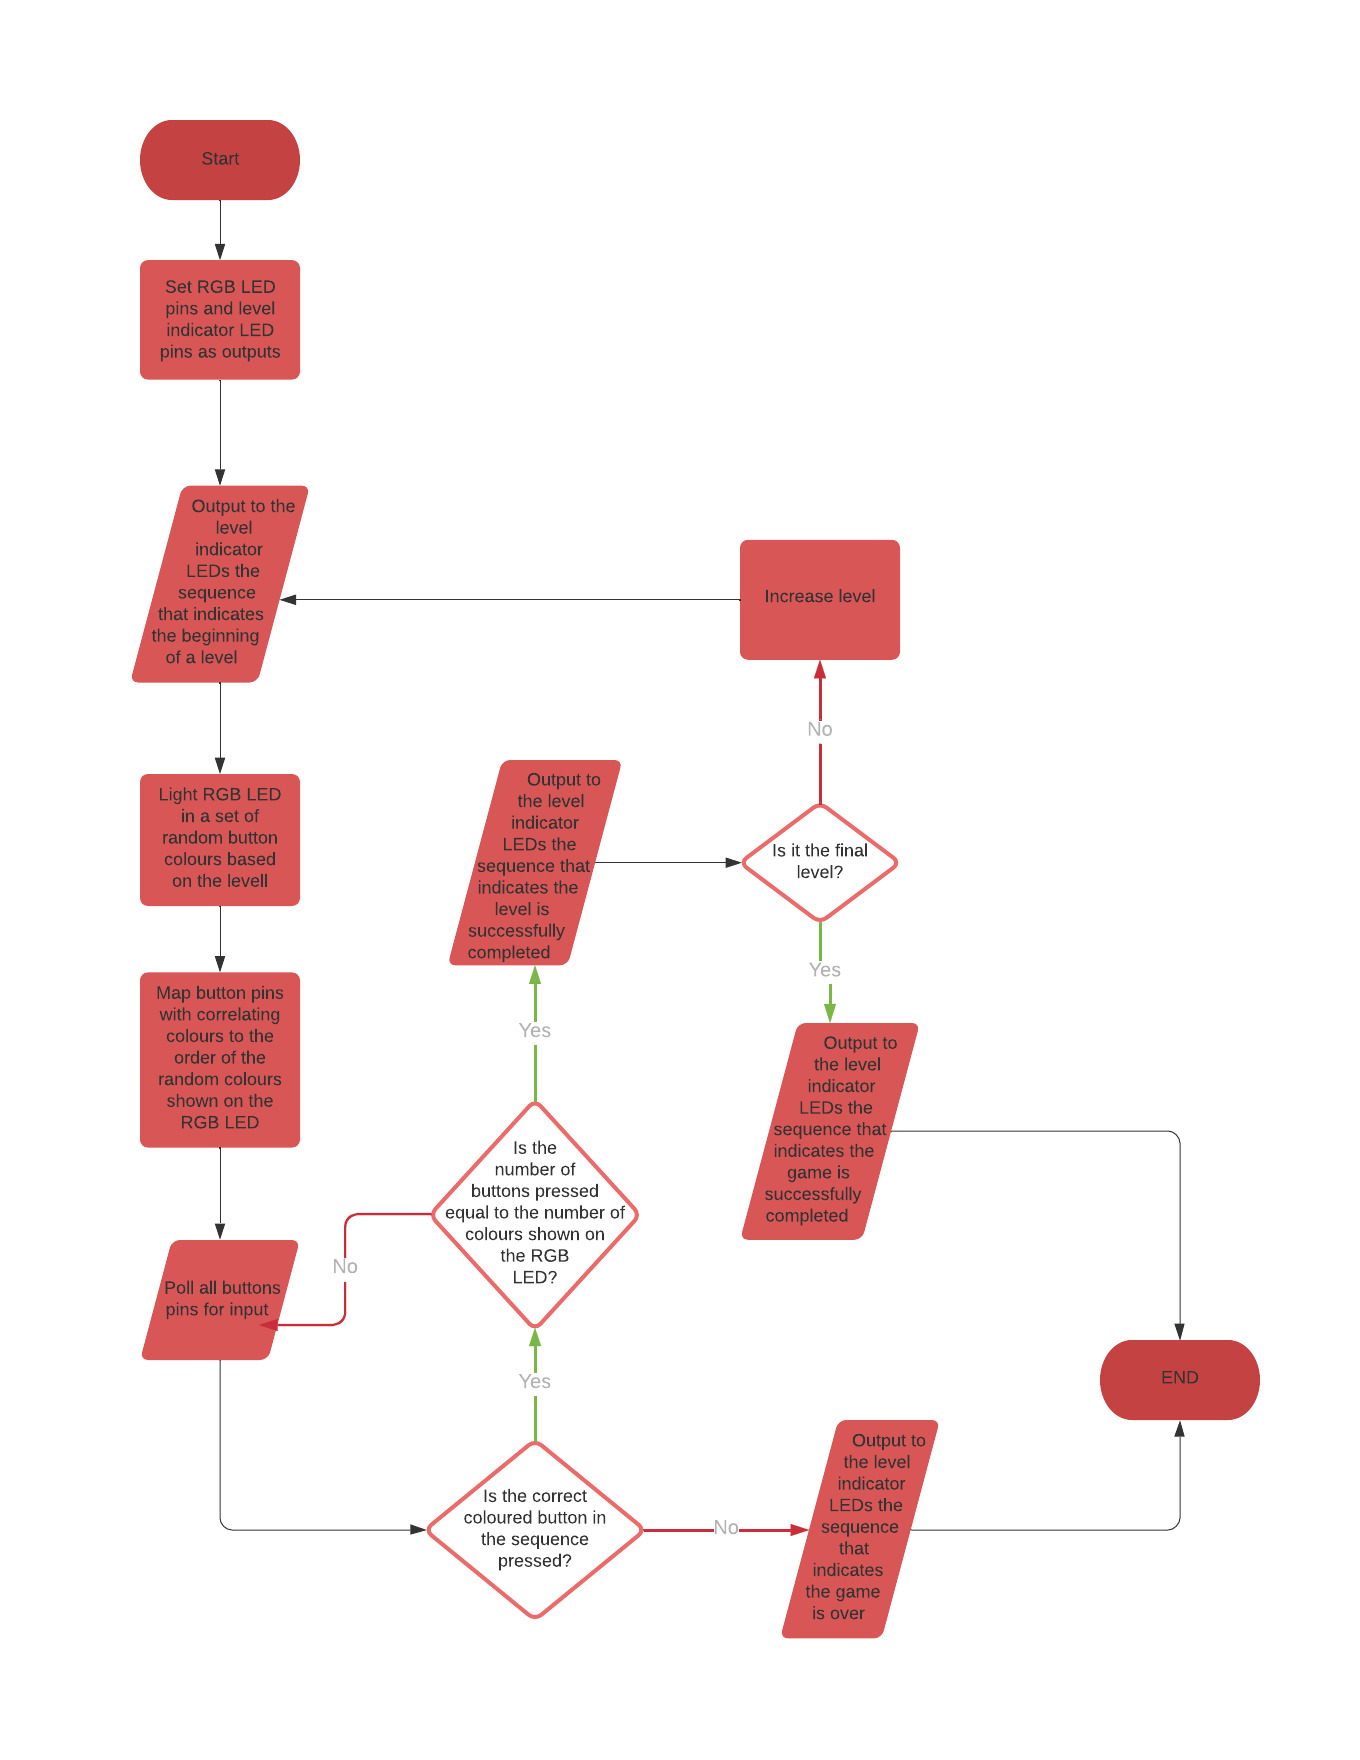 Start
Set RGB LED
pins and level
indicator LED
pins as outputs
Output to the
level
indicator
LEDs the
sequence
that indicates
the beginning
of a level
Increase level
No
Light RGB LED
in a set of
random button
colours based
on the levell
Output to
the level
indicator
LEDs the
sequence that
indicates the
level is
successfully
completed
Is it the final
level?
Yes
Map button pins
with correlating
colours to the
order of the
random colours
shown on the
RGB LED
Yes
Output to
the level
indicator
LEDs the
sequence that
indicates the
game is
successfully
completed
Is the
number of
buttons pressed
equal to the number of
colours shown on
the RGB
LED?
No
Poll all buttons
pins for input
Yes
END
Is the correct
coloured button in
the sequence
pressed?
No
Output to
the level
indicator
LEDs the
sequence
that
indicates
the game
is over